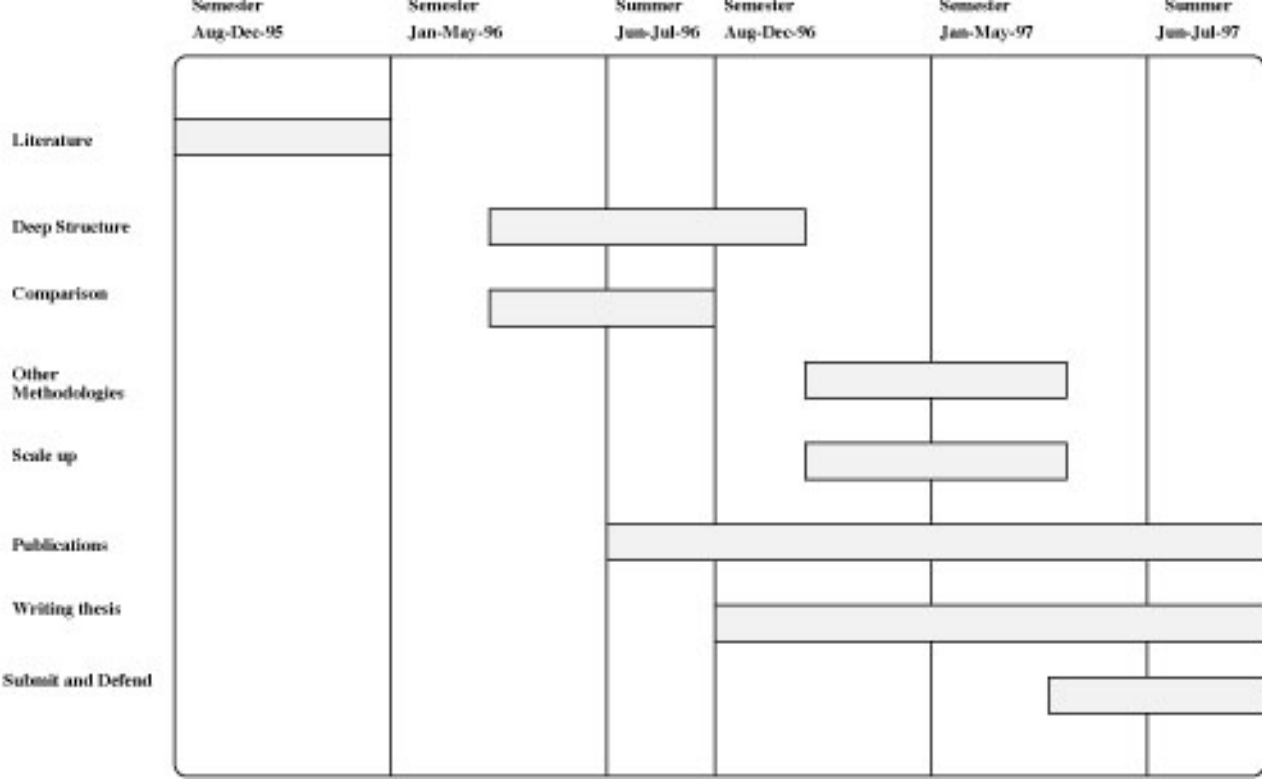 Semester Semester Summer Semester Semester Summer
Aug-Dec-95 Jan-May-96 Jun-Jul-96 Aug-Dec-96 Jan-May-97 Jun-Jul-97
Literature
Deep Structure
Comparison
Other
Methodologies
Scale up
Publications
Writing thesis
Submit and Defend